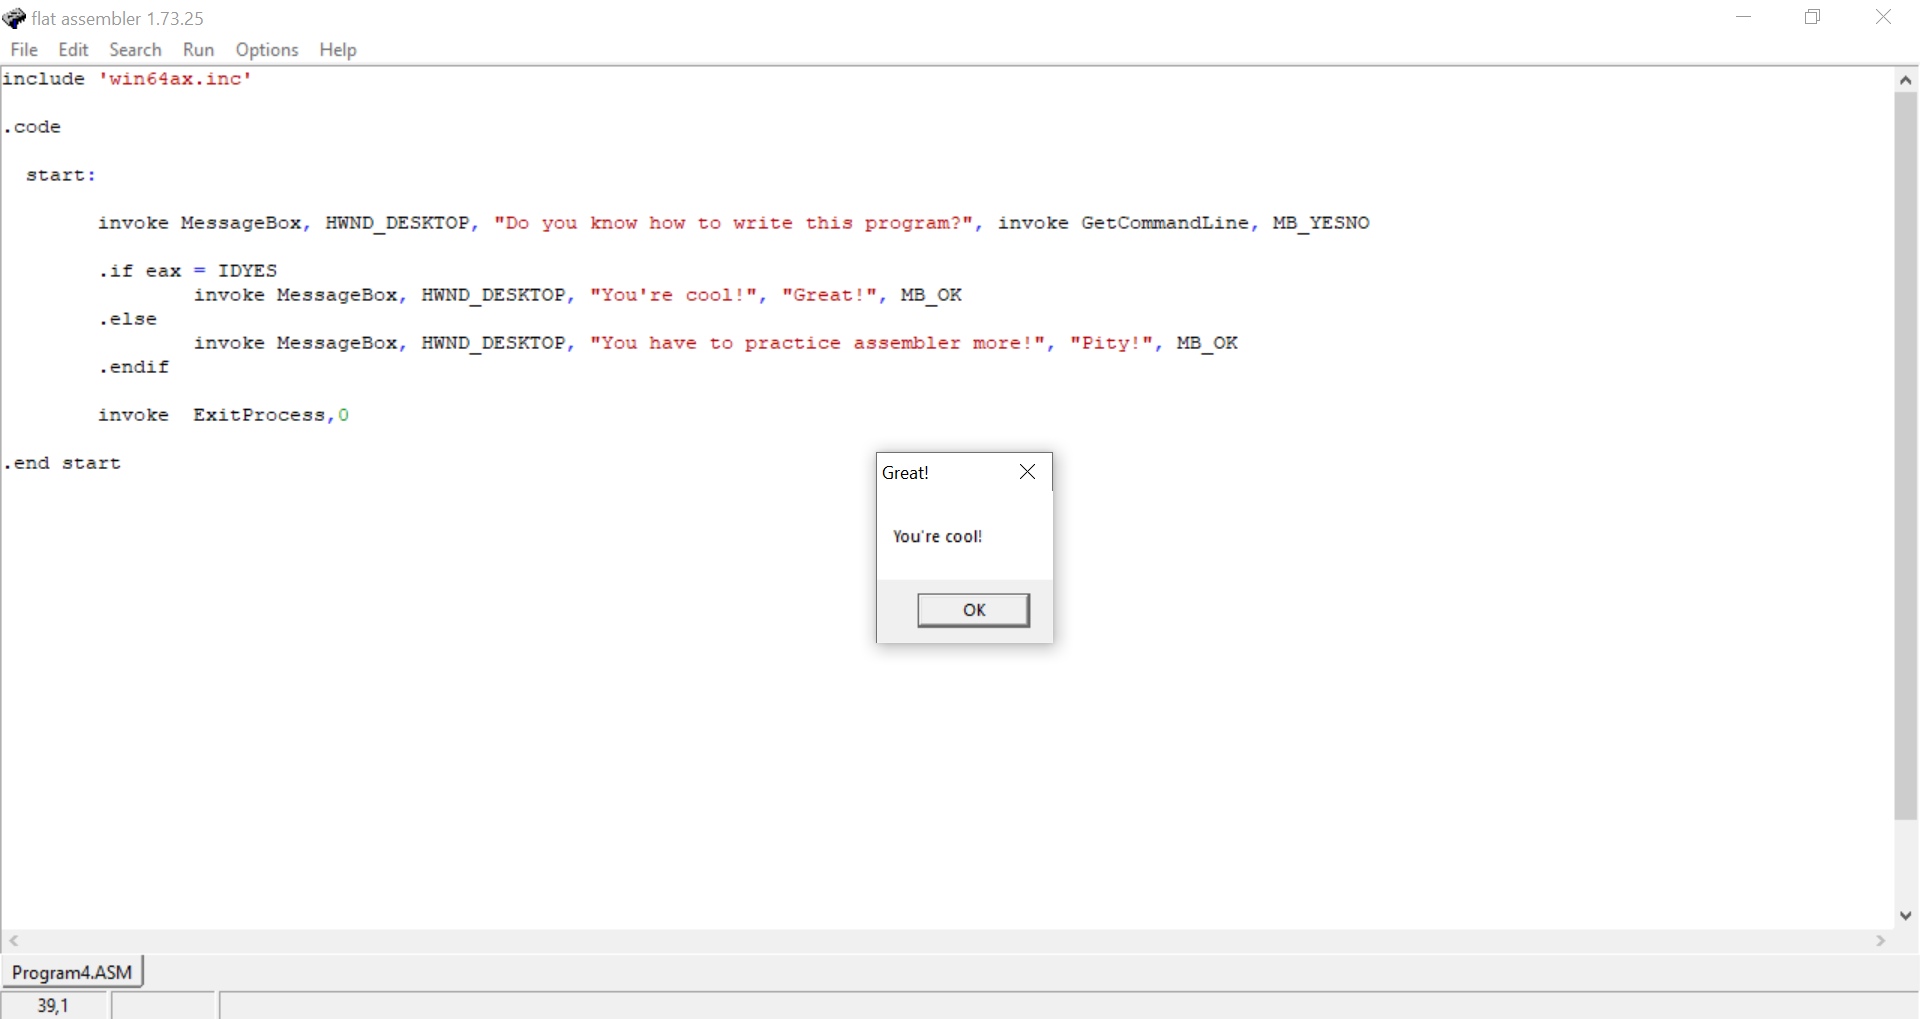 flat assembler 1.73.25
File Edit Search Run Options Help
include 'win64ax.inc'
.code
start:
invoke MessageBox, HWND_DESKTOP, "Do you know how to write this program?", invoke GetCommandLine, MB_YESNO
.if eax = IDYES
invoke MessageBox, HWND_DESKTOP, "You're cool!", "Great!", MB_OK
.else
invoke MessageBox, HWND_DESKTOP, "You have to practice assembler more!", "Pity!", MB_OK
.endif
invoke ExitProcess,0
.end start
Great!
You're cool!
OK
Program4.ASM
39,1